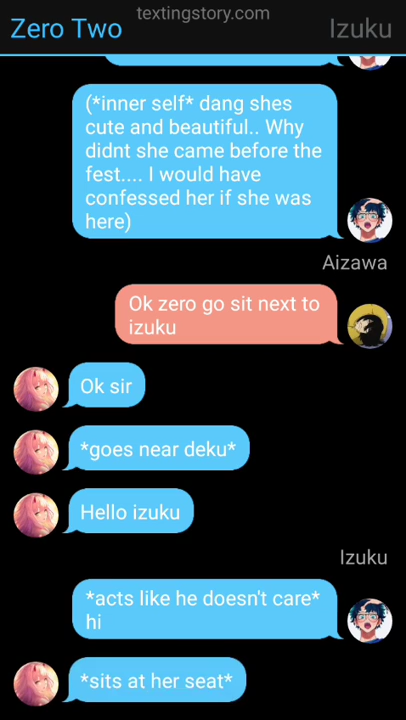 textingstory.com
Zero Two
Izuku
(*inner self* dang shes
cute and beautiful.. Why
didnt she came before the
fest.... I would have
confessed her if she was
here)
Aizawa
Ok zero go sit next to
izuku
Ok sir
*goes near deku*
Hello izuku
Izuku
*acts like he doesn't care*
hi
*sits at her seat*